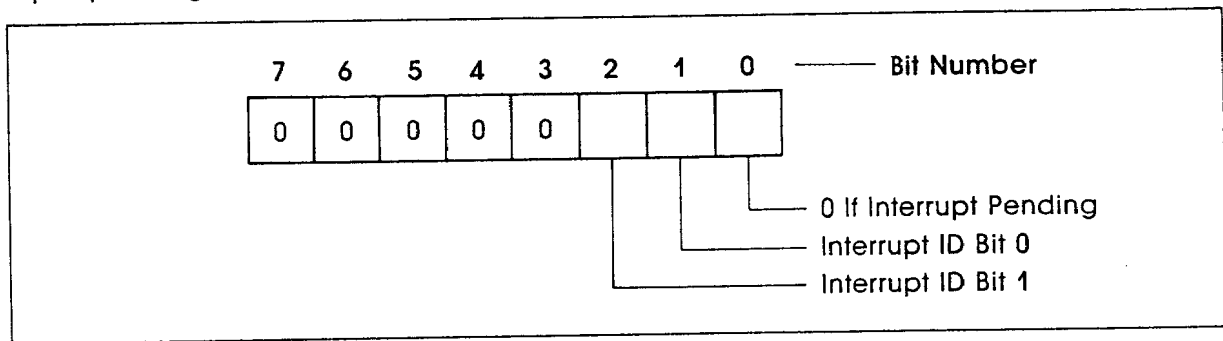 7 6 5 4 3 2 1 0 Bit Number
0 0 0 0 0
0 If Interrupt Pending
Interrupt ID Bit 0
Interrupt ID Bit 1